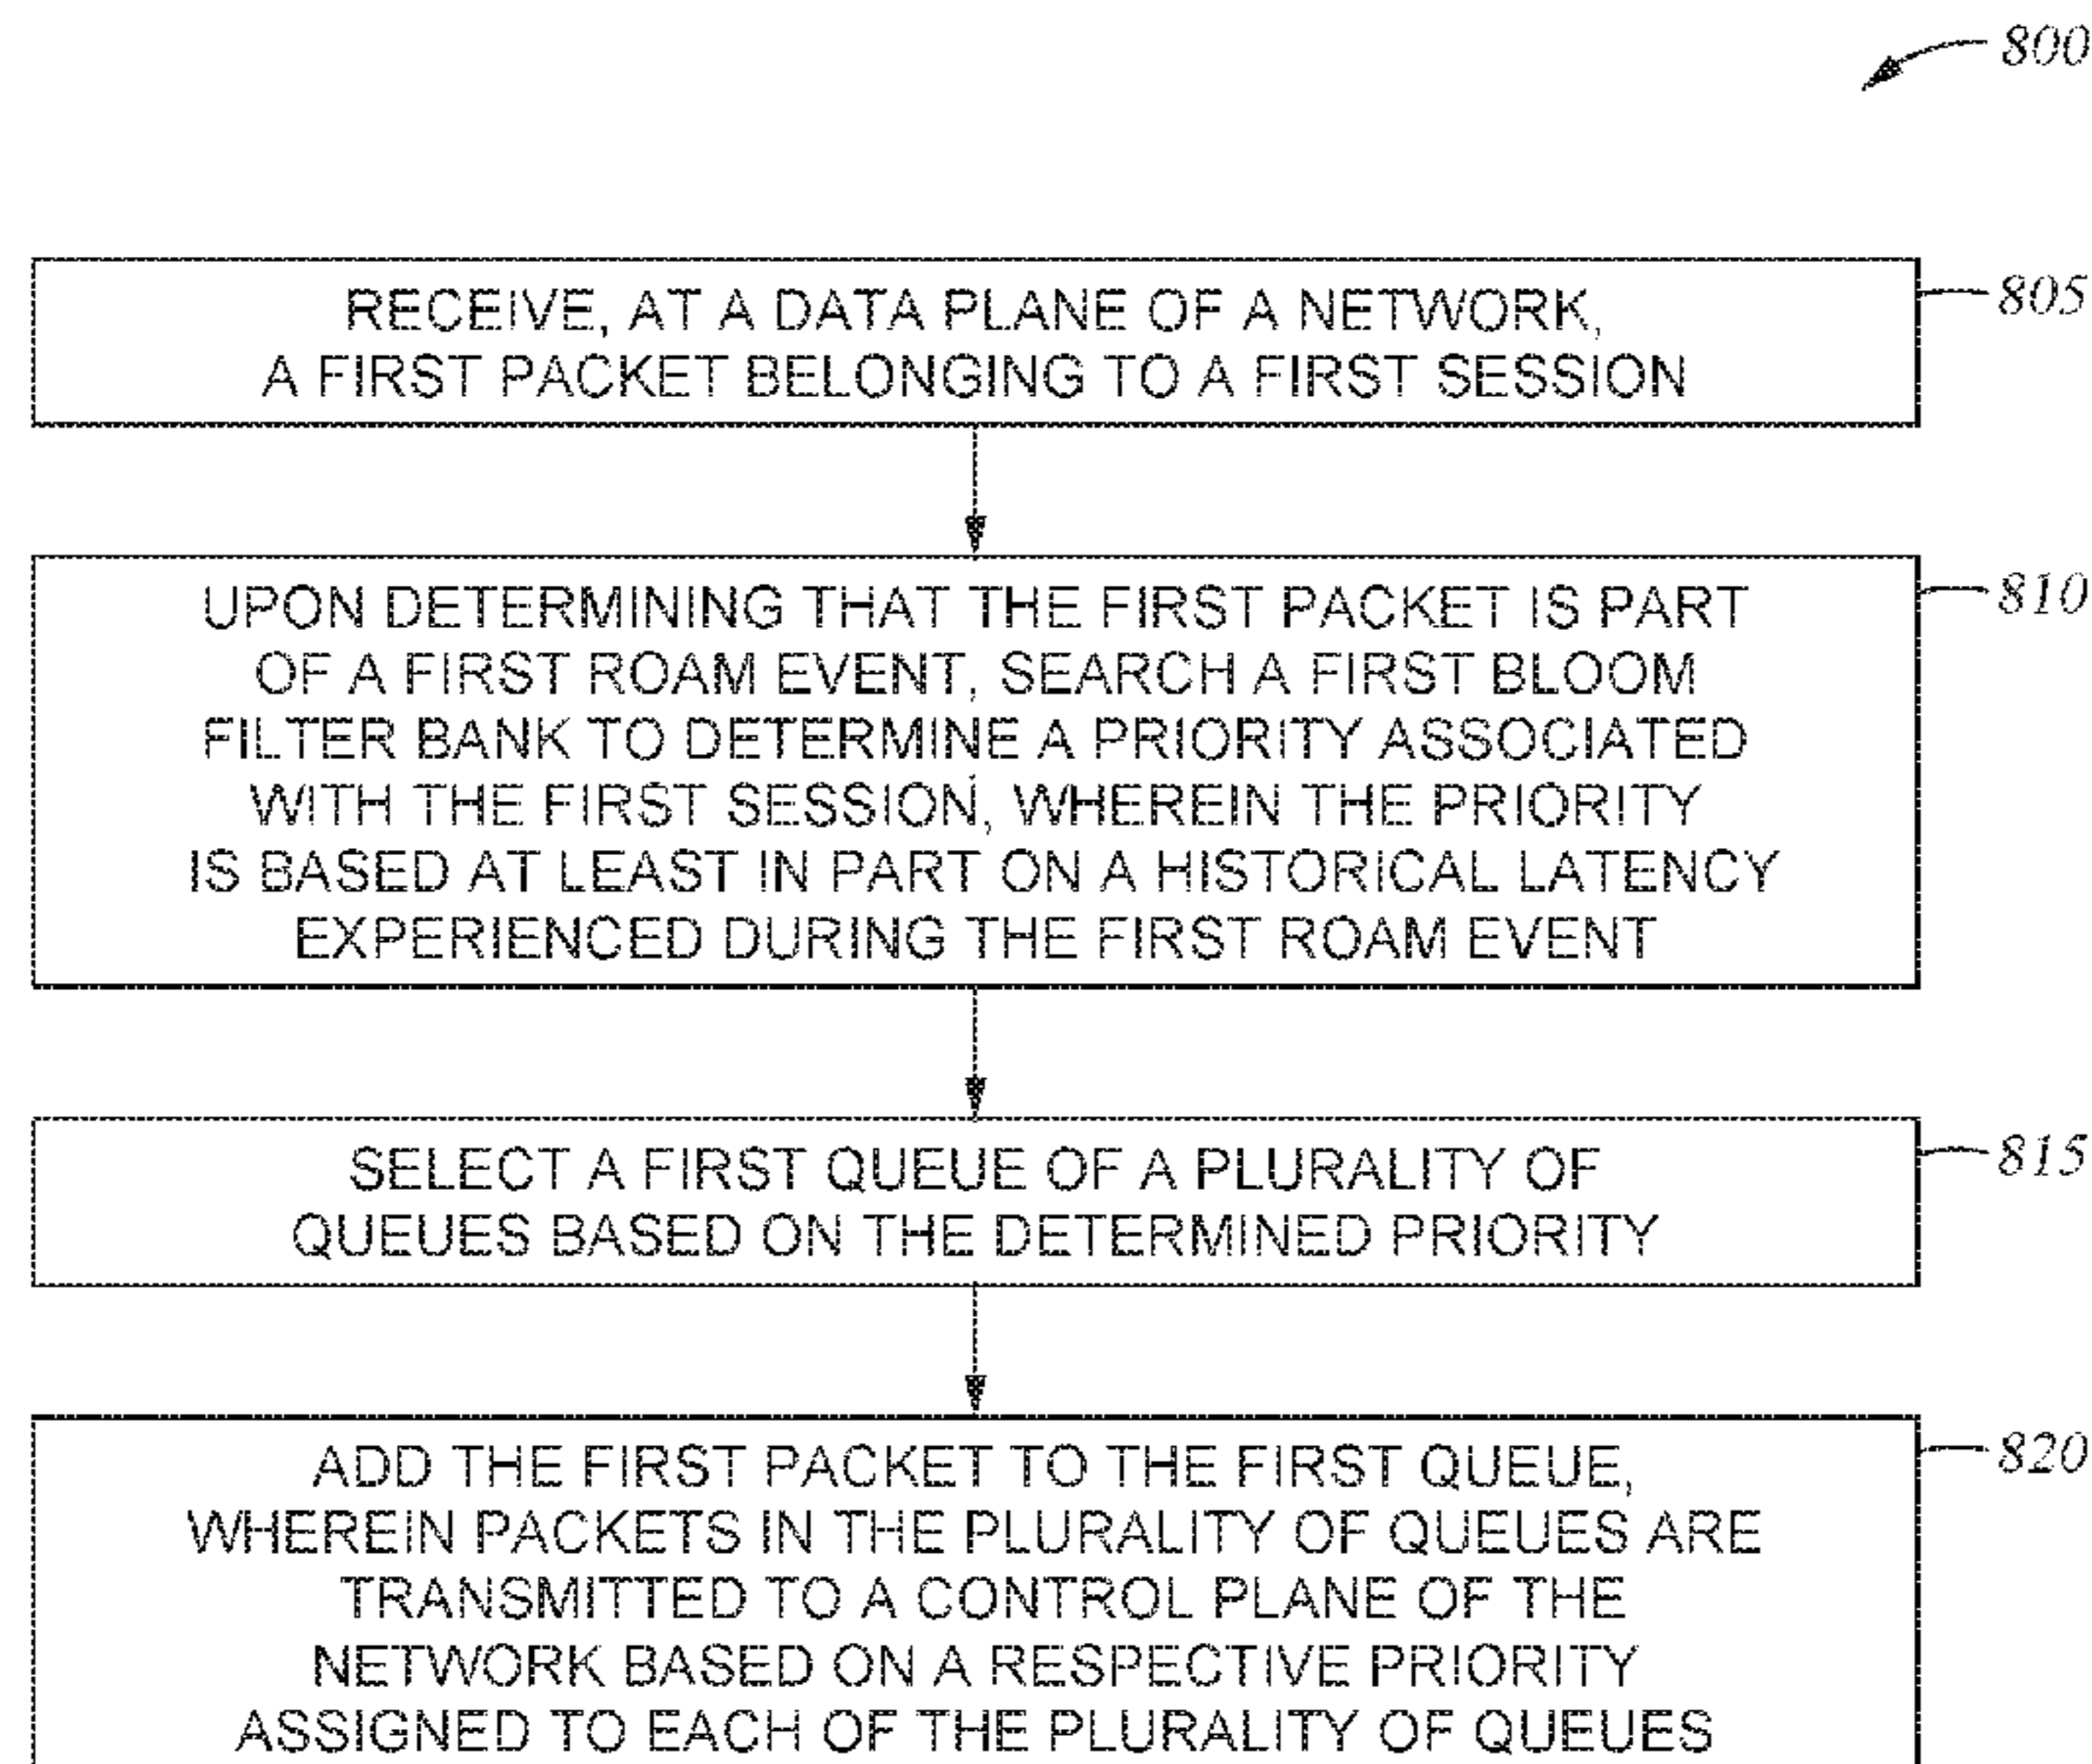 800
RECEIVE, AT A DATA PLANE OF A NETWORK,
A FIRST PACKET BELONGING TO A FIRST SESSION
805
UPON DETERMINING THAT THE FIRST PACKET IS PART
OF A FIRST ROAM EVENT, SEARCH A FIRST BLOOM
FILTER BANK TO DETERMINE A PRIORITY ASSOCIATED
WITH THE FIRST SESSION, WHEREIN THE PRIORITY
IS BASED AT LEAST IN PART ON A HISTORICAL LATENCY
EXPERIENCED DURING THE FIRST ROAM EVENT
810
SELECT A FIRST QUEUE OF A PLURALITY OF
QUEUES BASED ON THE DETERMINED PRIORITY
815
ADD THE FIRST PACKET TO THE FIRST QUEUE,
WHEREIN PACKETS IN THE PLURALITY OF QUEUES ARE
TRANSMITTED TO A CONTROL PLANE OF THE
NETWORK BASED ON A RESPECTIVE PRIORITY
ASSIGNED TO EACH OF THE PLURALITY OF QUEUES
820